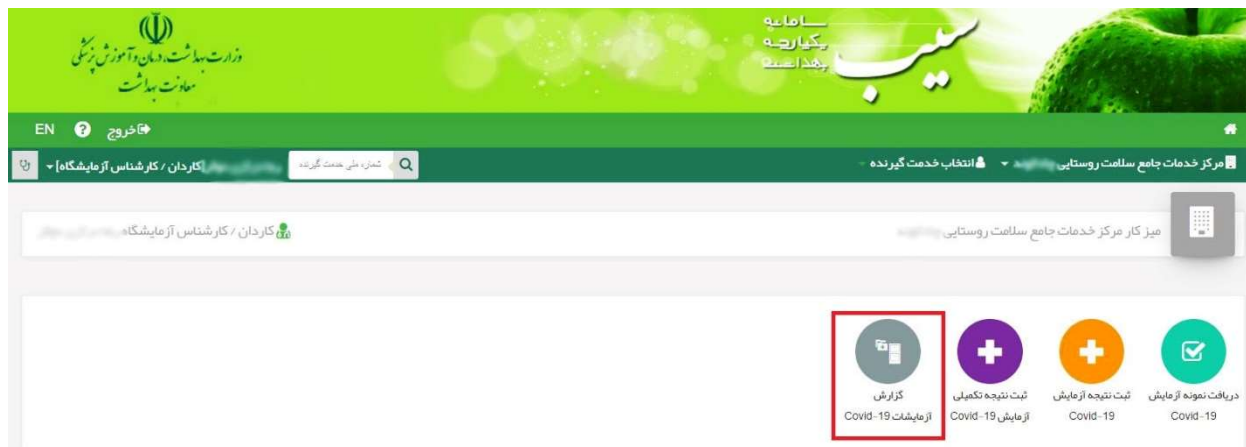 وزارت بهداشت، درمان و آموزش پزشکی
معاونت بهداشت
سامانه
یکپارچه
بهداشت
سیب
خروج
EN
مرکز خدمات جامع سلامت روستایی
انتخاب خدمت گیرنده
شماره ملی خدمت گیرنده
[کاردان / کارشناس آزمایشگاه]
میز کار مرکز خدمات جامع سلامت روستایی
کاردان / کارشناس آزمایشگاه
دریافت نمونه آزمایش
Covid-19
ثبت نتیجه آزمایش
Covid-19
ثبت نتیجه تکمیلی
آزمایش Covid-19
گزارش
آزمایشات Covid-19